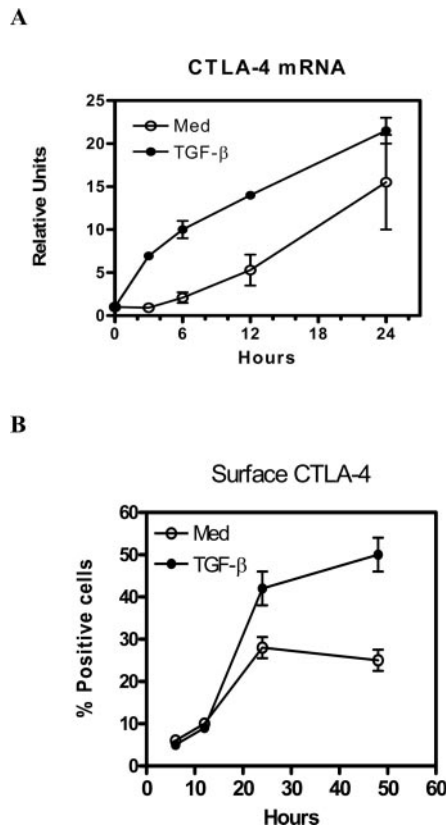 A
CTLA-4 mRNA
25
20
15
10
5
0
Med
TGF-β
Relative Units
0 6 12 18 24
Hours
B
Surface CTLA-4
60
50
40
30
20
10
0
Med
TGF-β
% Positive cells
0 10 20 30 40 50 60
Hours